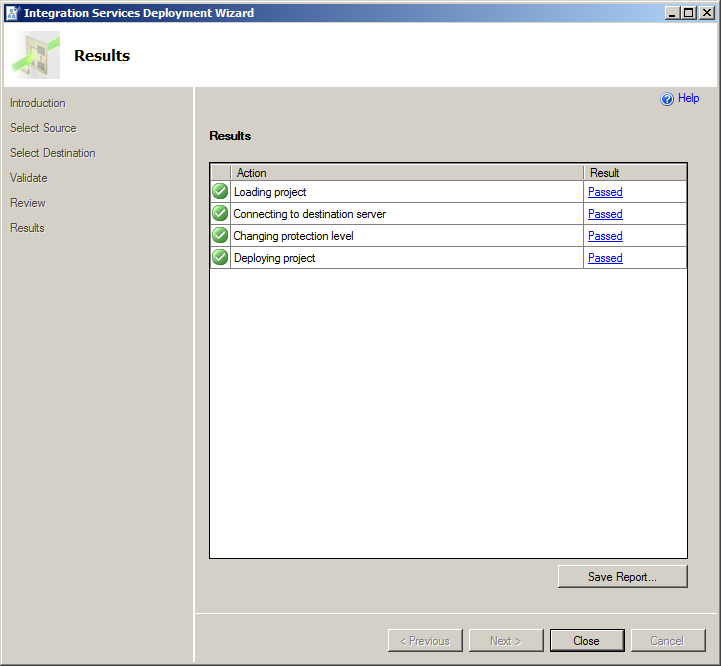 Integration Services Deployment Wizard
Results
Introduction
Select Source
Select Destination
Validate
Review
Results
Help
Results
Action Result
Loading project Passed
Connecting to destination server Passed
Changing protection level Passed
Deploying project Passed
Save Report...
< Previous Next > Close Cancel